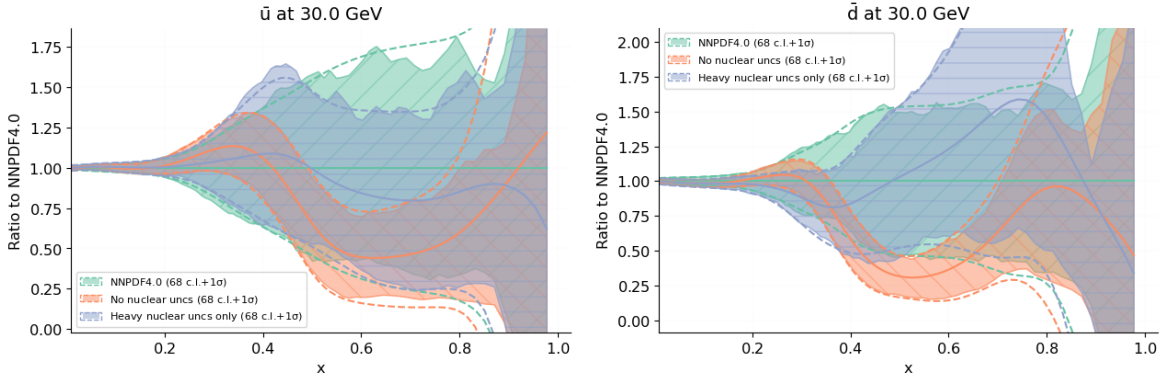 ū at 30.0 GeV
Ratio to NNPDF4.0
1.75
1.50
1.25
1.00
0.75
0.50
0.25
0.00
NNPDF4.0 (68 c.l.+1σ)
No nuclear uncs (68 c.l.+1σ)
Heavy nuclear uncs only (68 c.l.+1σ)
0.2 0.4 0.6 0.8 1.0
x
d̄ at 30.0 GeV
Ratio to NNPDF4.0
2.00
1.75
1.50
1.25
1.00
0.75
0.50
0.25
0.00
NNPDF4.0 (68 c.l.+1σ)
No nuclear uncs (68 c.l.+1σ)
Heavy nuclear uncs only (68 c.l.+1σ)
0.2 0.4 0.6 0.8 1.0
x